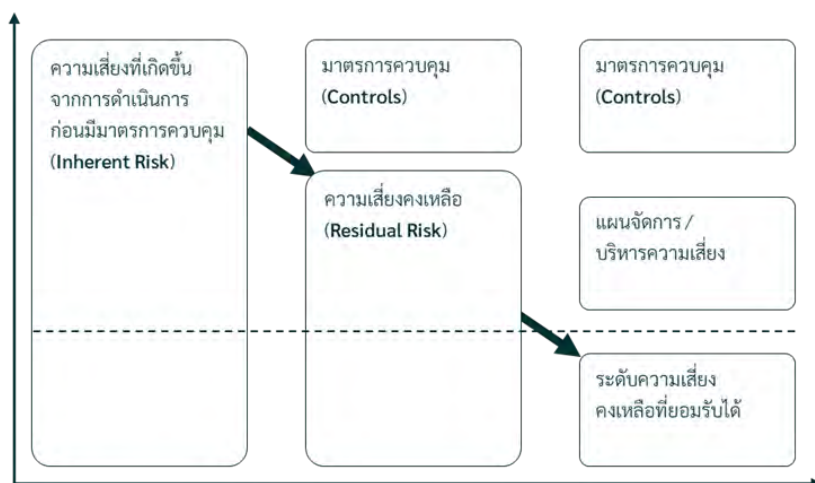 ความเสี่ยงที่เกิดขึ้น
จากการดำเนินการ
ก่อนมีมาตรการควบคุม
(Inherent Risk)
มาตรการควบคุม
(Controls)
ความเสี่ยงคงเหลือ
(Residual Risk)
มาตรการควบคุม
(Controls)
แผนจัดการ /
บริหารความเสี่ยง
ระดับความเสี่ยง
คงเหลือที่ยอมรับได้